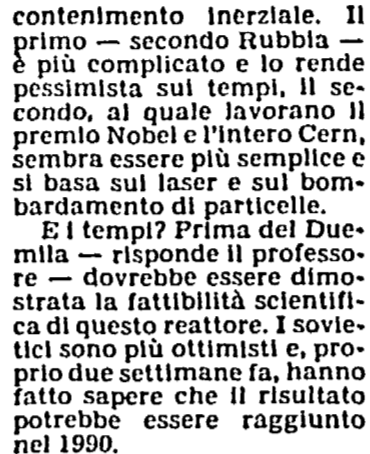 contenimento inerziale. Il
primo — secondo Rubbia —
è più complicato e lo rende
pessimista sui tempi, il se-
condo, al quale lavorano il
premio Nobel e l'intero Cern,
sembra essere più semplice e
si basa sul laser e sul bom-
bardamento di particelle.
E i tempi? Prima del Due-
mila — risponde il professo-
re — dovrebbe essere dimo-
strata la fattibilità scientifi-
ca di questo reattore. I sovie-
tici sono più ottimisti e, pro-
prio due settimane fa, hanno
fatto sapere che il risultato
potrebbe essere raggiunto
nel 1990.